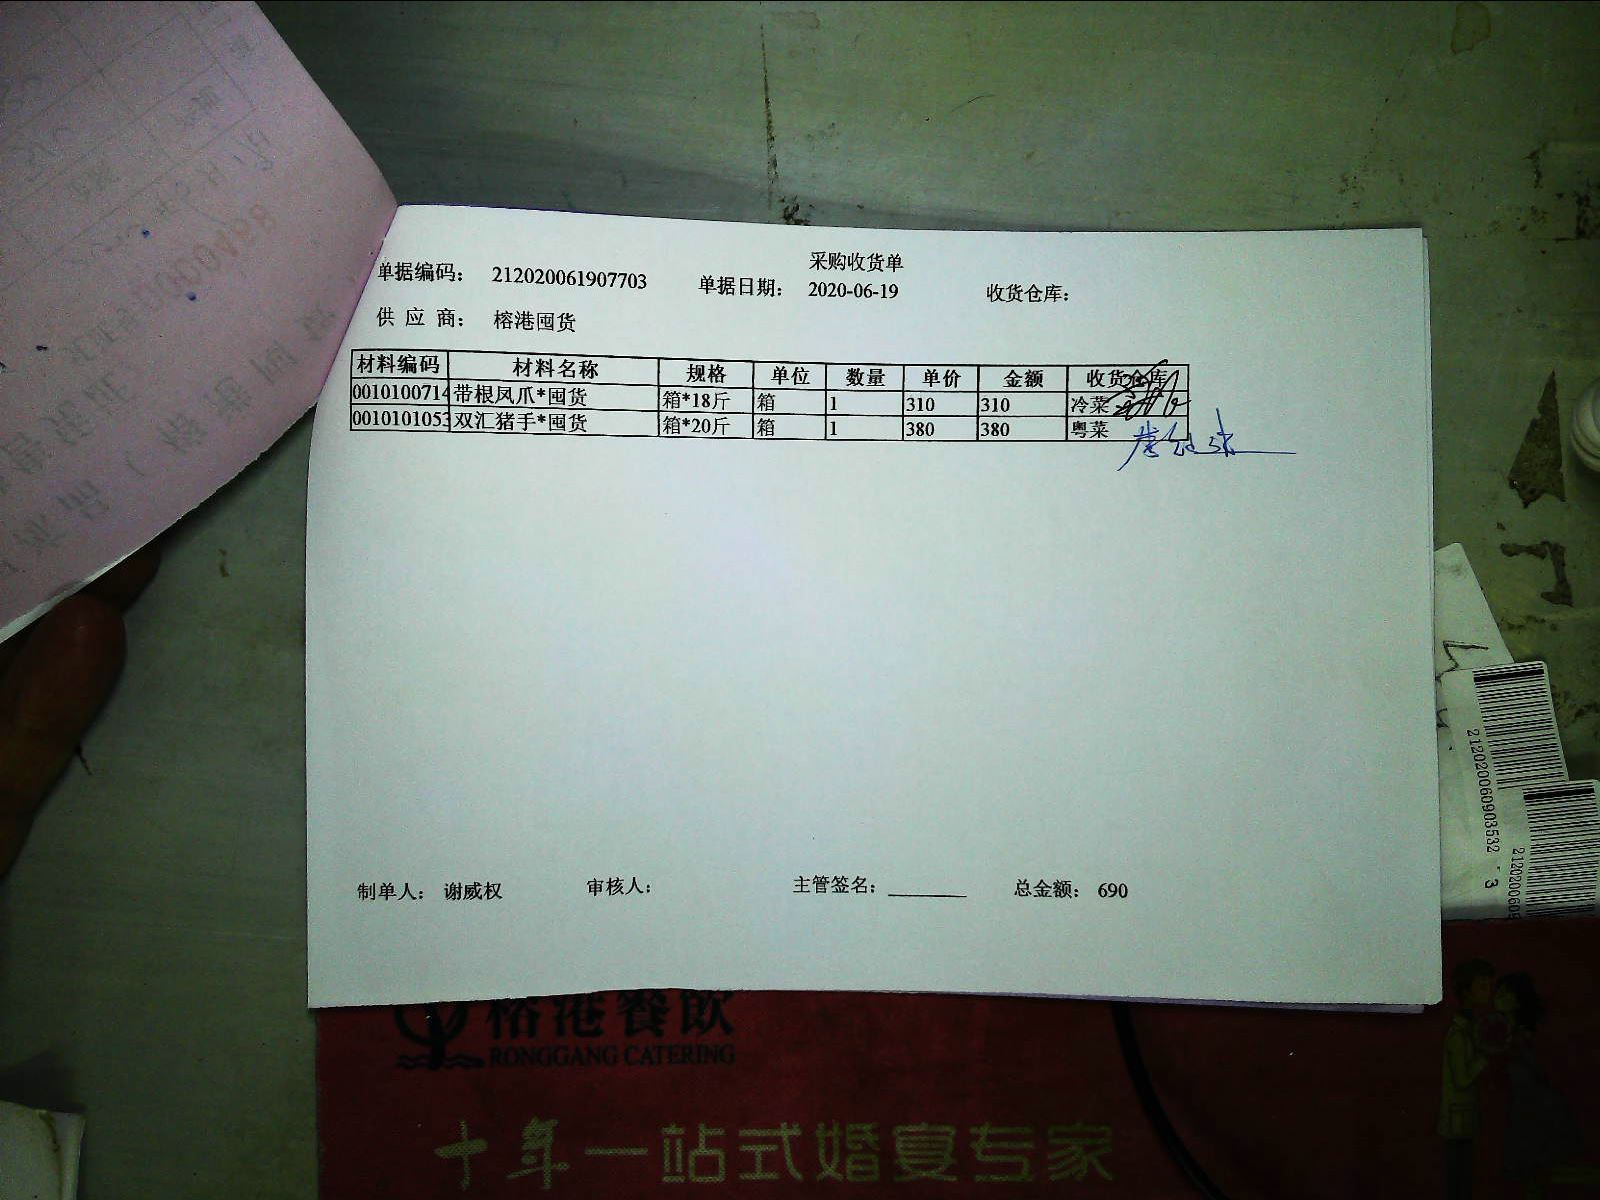 采购收货单
单据编码： 212020061907703 单据日期： 2020-06-19 收货仓库：
供 应 商： 榕港囤货
材料编码 材料名称 规格 单位 数量 单价 金额 收货仓库
0010100714 带根凤爪*囤货 箱*18斤 箱 1 310 310 冷菜
0010101053 双汇猪手*囤货 箱*20斤 箱 1 380 380 粤菜
制单人： 谢威权 审核人： 主管签名： 总金额： 690
212020060903532 3
榕港餐飲
RONGGANG CATERING
十年一站式婚宴专家